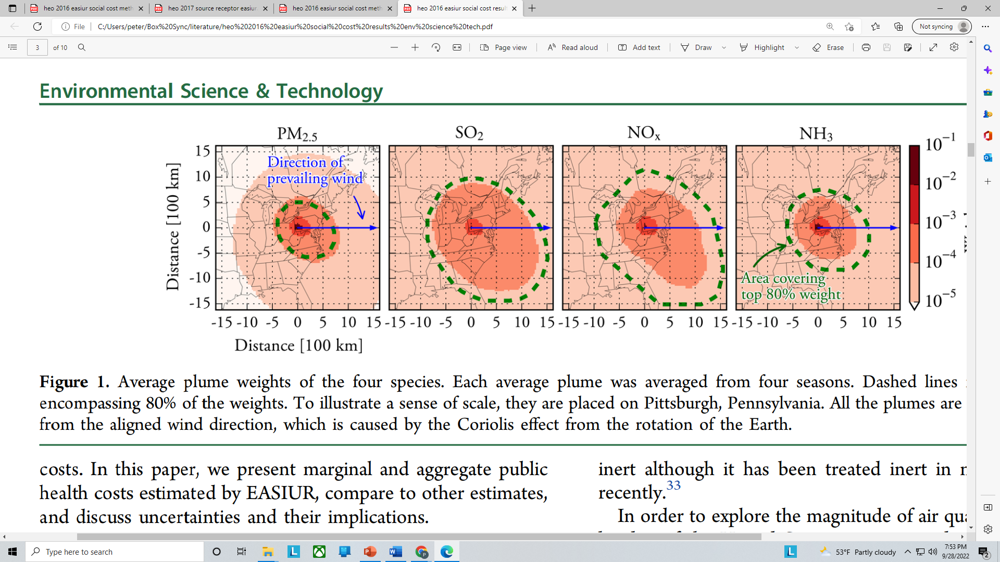 heo 2016 easiur social cost meth
heo 2017 source receptor easiur
heo 2016 easiur social cost meth
heo 2016 easiur social cost resul
File
C:/Users/peter/Box%20Sync/literature/heo%202016%20easiur%20social%20cost%20results%20env%20science%20tech.pdf
Not syncing
3 of 10
Page view
Read aloud
Add text
Draw
Highlight
Erase
Environmental Science & Technology
PM2.5
SO2
NOx
NH3
Distance [100 km]
15
10
5
0
-5
-10
-15
Direction of
prevailing wind
Area covering
top 80% weight
10−1
10−2
10−3
10−4
10−5
-15 -10 -5 0 5 10 15 -15 -10 -5 0 5 10 15 -15 -10 -5 0 5 10 15 -15 -10 -5 0 5 10 15
Distance [100 km]
Figure 1. Average plume weights of the four species. Each average plume was averaged from four seasons. Dashed lines
encompassing 80% of the weights. To illustrate a sense of scale, they are placed on Pittsburgh, Pennsylvania. All the plumes are
from the aligned wind direction, which is caused by the Coriolis effect from the rotation of the Earth.
costs. In this paper, we present marginal and aggregate public
health costs estimated by EASIUR, compare to other estimates,
and discuss uncertainties and their implications.
inert although it has been treated inert in
recently.33
In order to explore the magnitude of air qua
Type here to search
53°F Partly cloudy
7:53 PM
9/28/2022
2